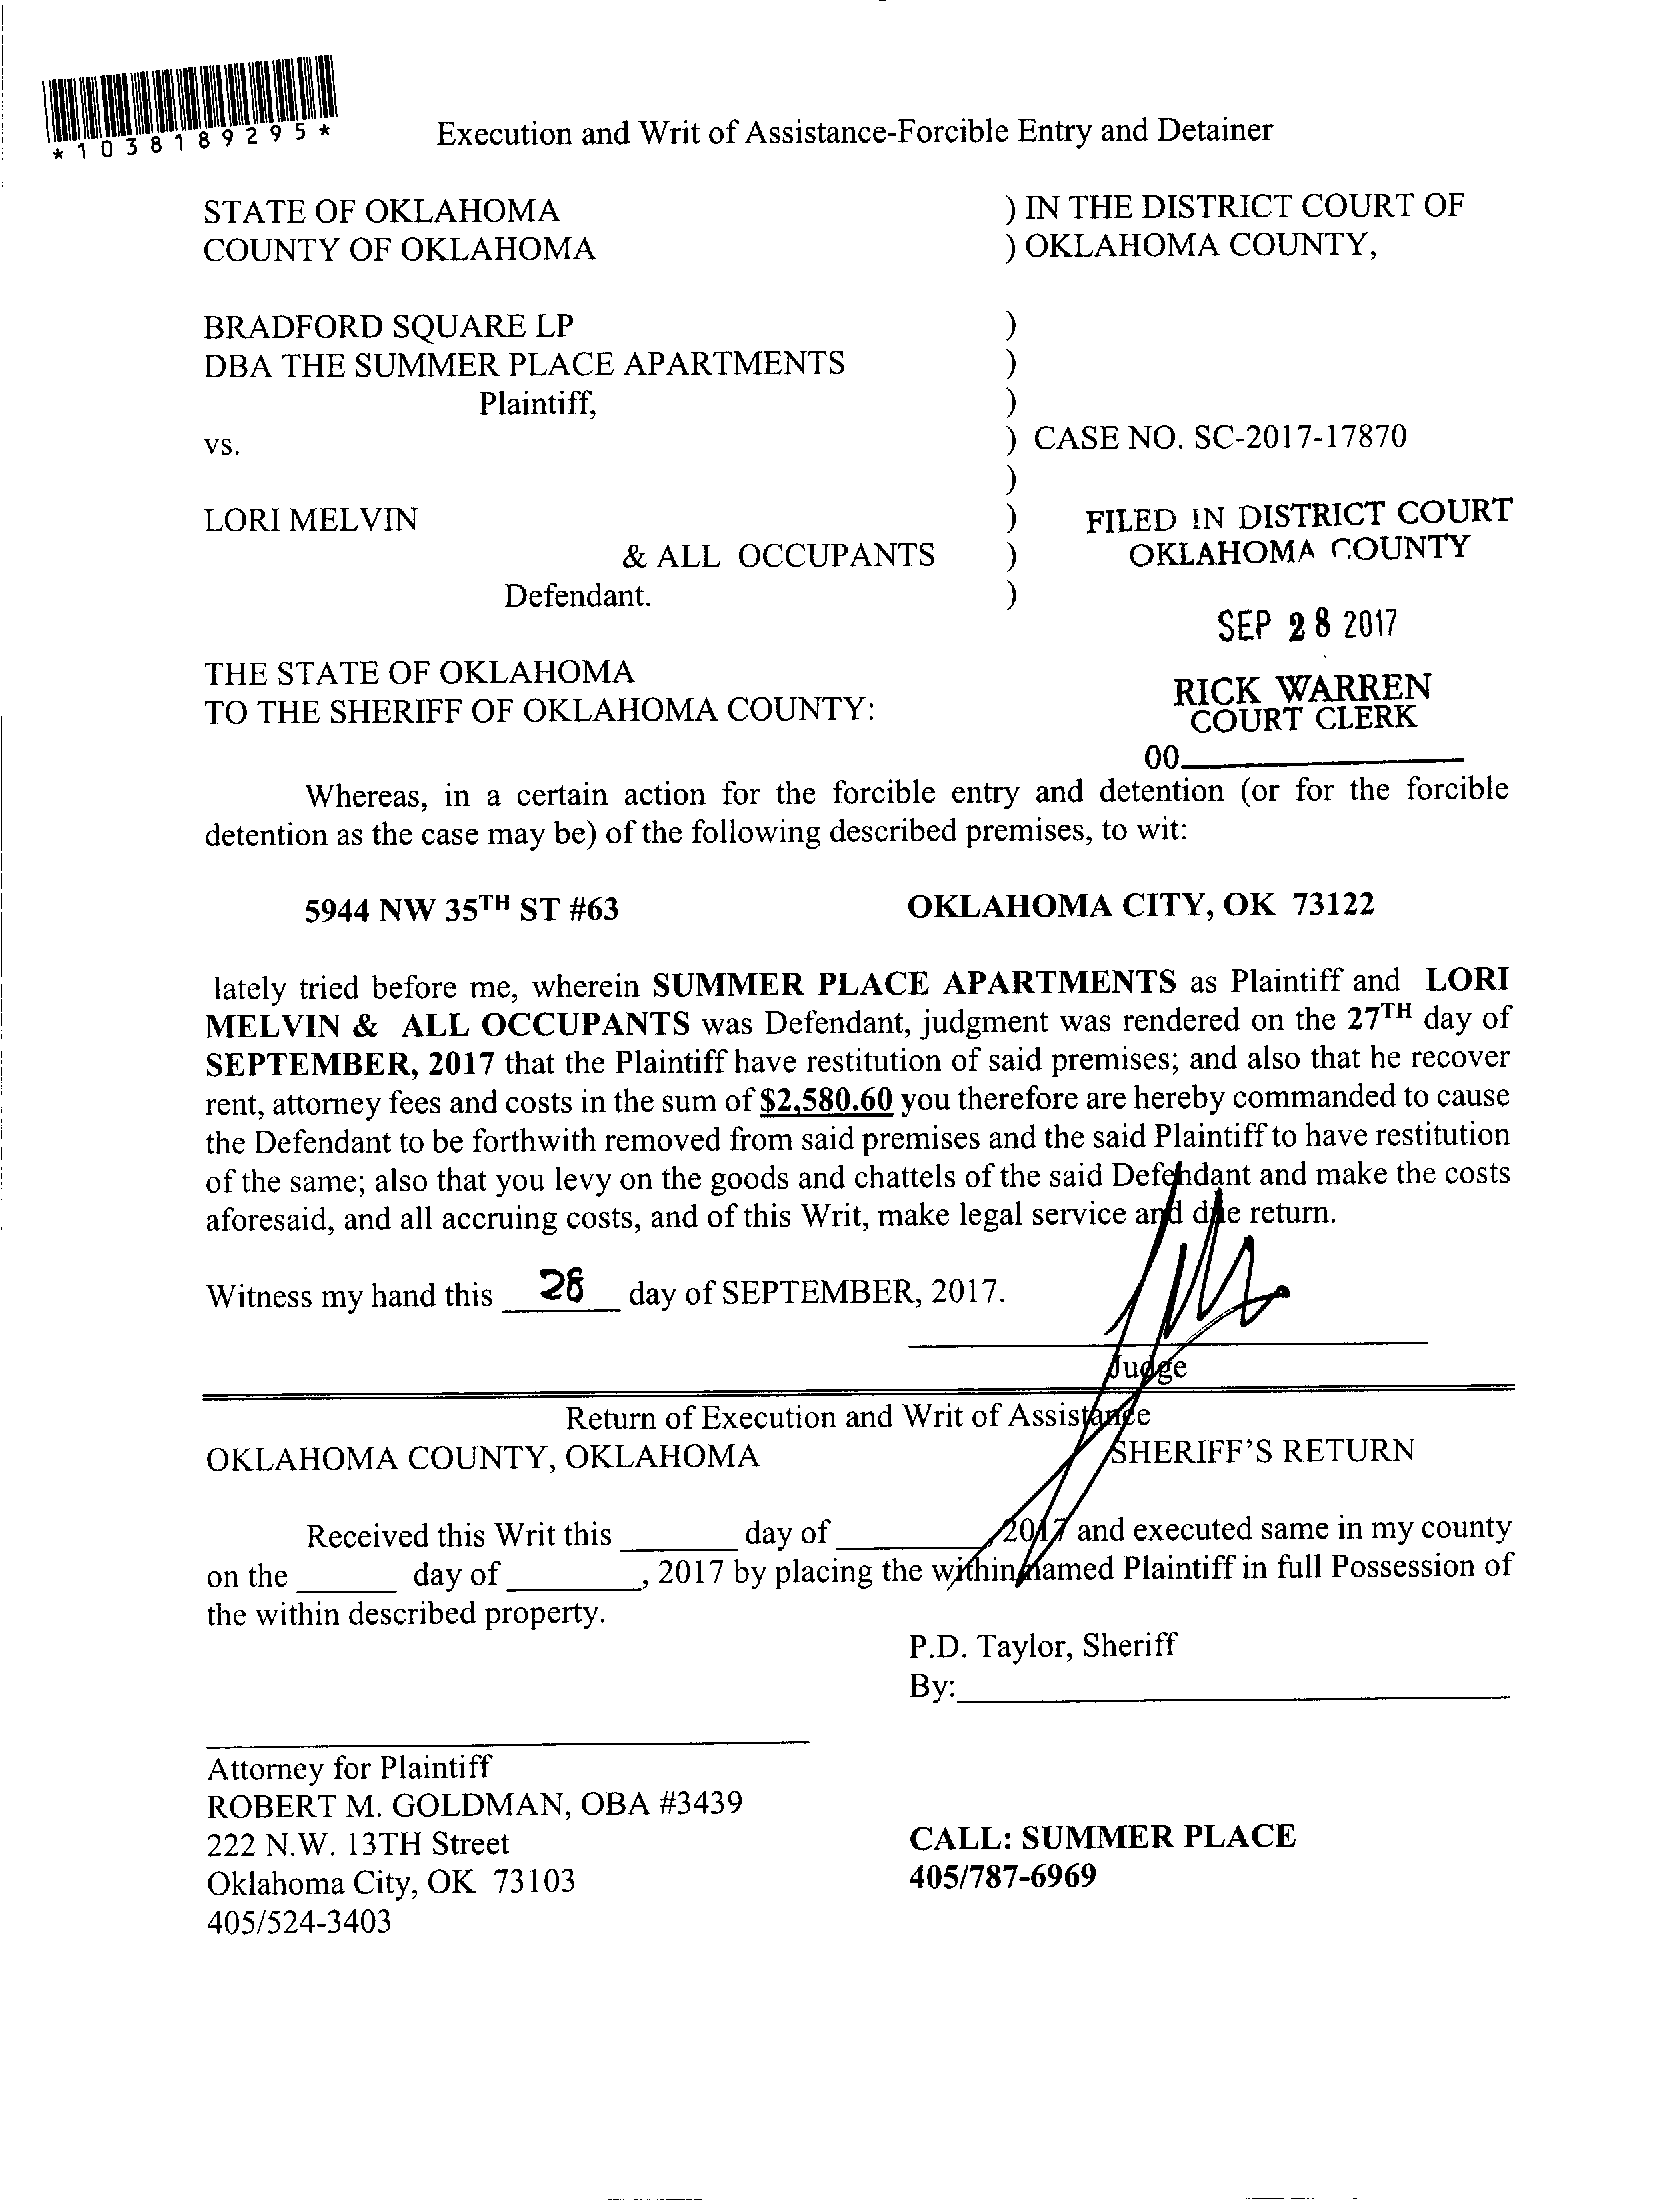 *1038189295*
Execution and Writ of Assistance-Forcible Entry and Detainer
STATE OF OKLAHOMA ) IN THE DISTRICT COURT OF
COUNTY OF OKLAHOMA ) OKLAHOMA COUNTY,
BRADFORD SQUARE LP )
DBA THE SUMMER PLACE APARTMENTS )
Plaintiff, )
vs. ) CASE NO. SC-2017-17870
)
LORI MELVIN ) FILED IN DISTRICT COURT
& ALL OCCUPANTS ) OKLAHOMA COUNTY
Defendant. )
SEP 28 2017
THE STATE OF OKLAHOMA
RICK WARREN
TO THE SHERIFF OF OKLAHOMA COUNTY:
COURT CLERK
00
Whereas, in a certain action for the forcible entry and detention (or for the forcible
detention as the case may be) of the following described premises, to wit:
5944 NW 35TH ST #63 OKLAHOMA CITY, OK 73122
lately tried before me, wherein SUMMER PLACE APARTMENTS as Plaintiff and LORI
MELVIN & ALL OCCUPANTS was Defendant, judgment was rendered on the 27TH day of
SEPTEMBER, 2017 that the Plaintiff have restitution of said premises; and also that he recover
rent, attorney fees and costs in the sum of $2,580.60 you therefore are hereby commanded to cause
the Defendant to be forthwith removed from said premises and the said Plaintiff to have restitution
of the same; also that you levy on the goods and chattels of the said Defendant and make the costs
aforesaid, and all accruing costs, and of this Writ, make legal service and due return.
Witness my hand this 28 day of SEPTEMBER, 2017.
Judge
Return of Execution and Writ of Assistance
OKLAHOMA COUNTY, OKLAHOMA SHERIFF'S RETURN
Received this Writ this ______ day of ________, 2017 and executed same in my county
on the ______ day of ________, 2017 by placing the within named Plaintiff in full Possession of
the within described property.
P.D. Taylor, Sheriff
By:
Attorney for Plaintiff
ROBERT M. GOLDMAN, OBA #3439
222 N.W. 13TH Street
CALL: SUMMER PLACE
Oklahoma City, OK 73103
405/787-6969
405/524-3403